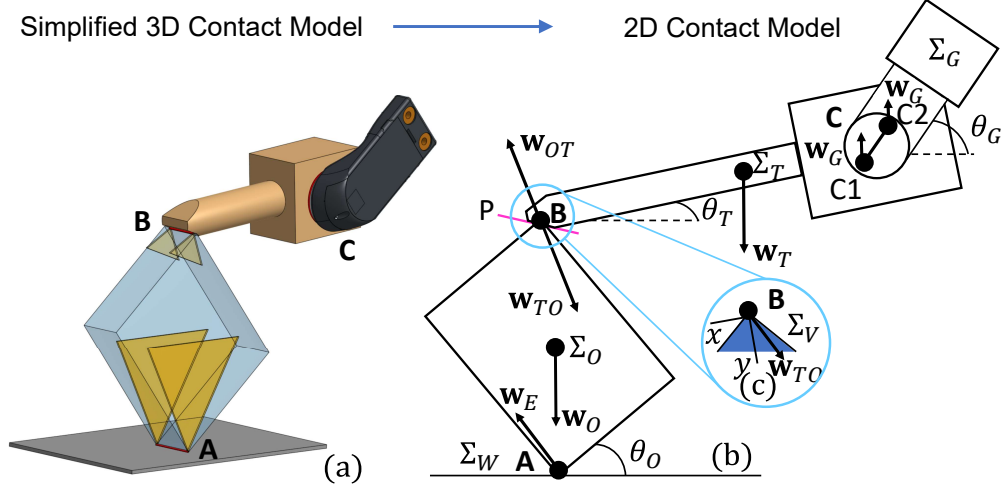 Simplified 3D Contact Model
2D Contact Model
Σ_G
w_G
C
C2
θ_G
w_G
C1
w_OT
Σ_T
B
P
B
θ_T
w_T
C
B
w_TO
x
Σ_V
Σ_O
y
w_TO
(c)
w_E
w_O
A
Σ_W
A
θ_O
(a)
(b)